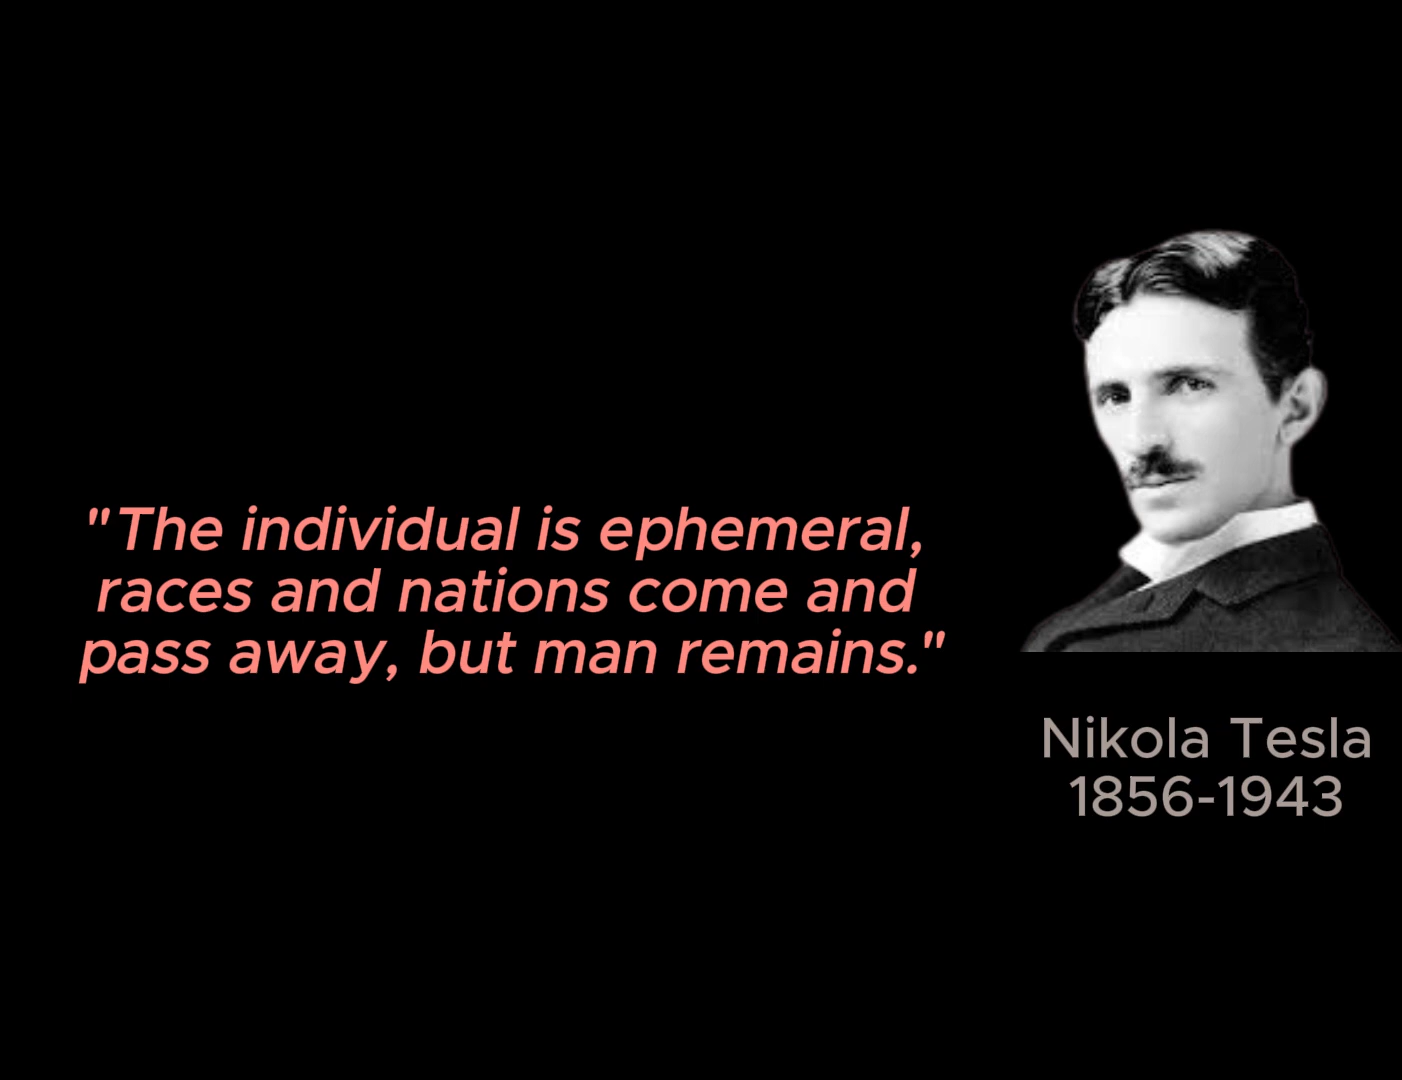 "The individual is ephemeral,
races and nations come and
pass away, but man remains."
Nikola Tesla
1856-1943